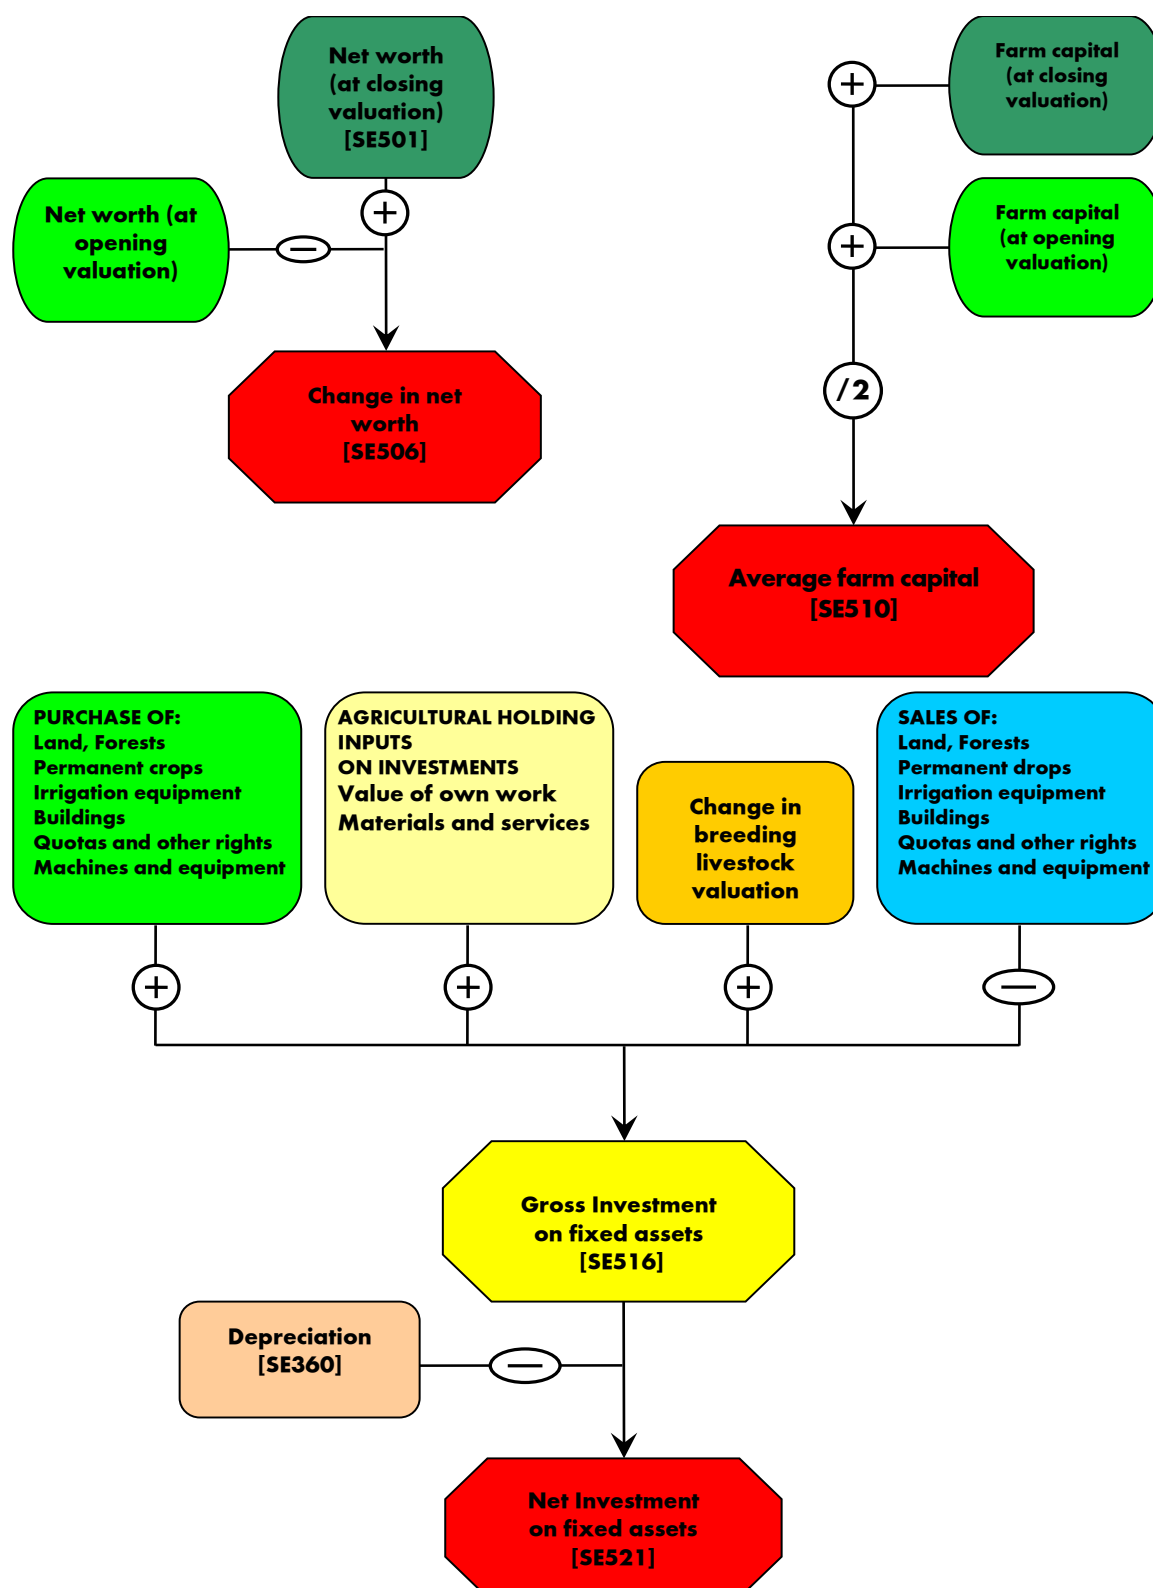 Net worth
(at closing
valuation)
[SE501]
+
Net worth (at
opening
valuation)
−
Change in net
worth
[SE506]
Farm capital
(at closing
valuation)
+
Farm capital
(at opening
valuation)
+
/2
Average farm capital
[SE510]
PURCHASE OF:
Land, Forests
Permanent crops
Irrigation equipment
Buildings
Quotas and other rights
Machines and equipment
AGRICULTURAL HOLDING
INPUTS
ON INVESTMENTS
Value of own work
Materials and services
Change in
breeding
livestock
valuation
SALES OF:
Land, Forests
Permanent drops
Irrigation equipment
Buildings
Quotas and other rights
Machines and equipment
+
+
+
−
Gross Investment
on fixed assets
[SE516]
Depreciation
[SE360]
−
Net Investment
on fixed assets
[SE521]